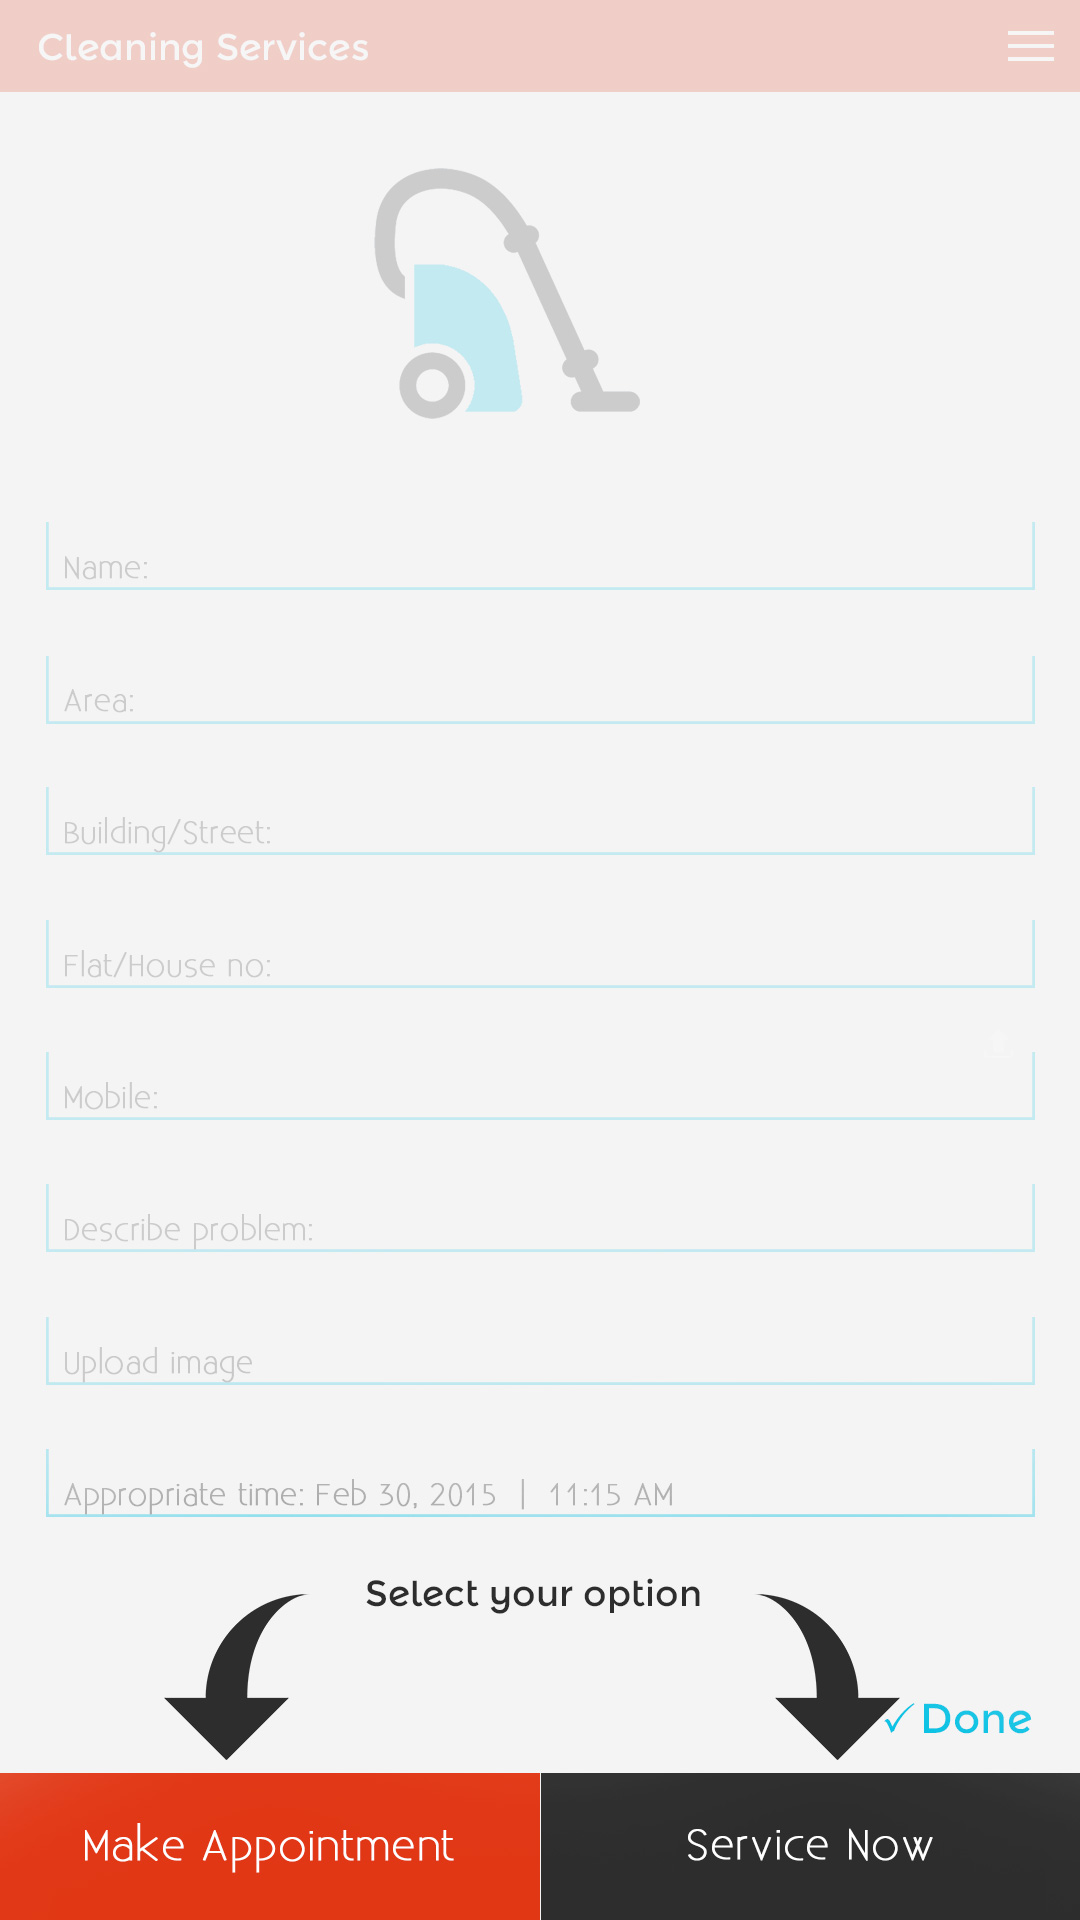 Cleaning Services
Name:
Area:
Building/Street:
Flat/House no:
Mobile:
Describe problem:
Upload image
Appropriate time: Feb 30, 2015 | 11:15 AM
Select your option
✓Done
Make Appointment
Service Now